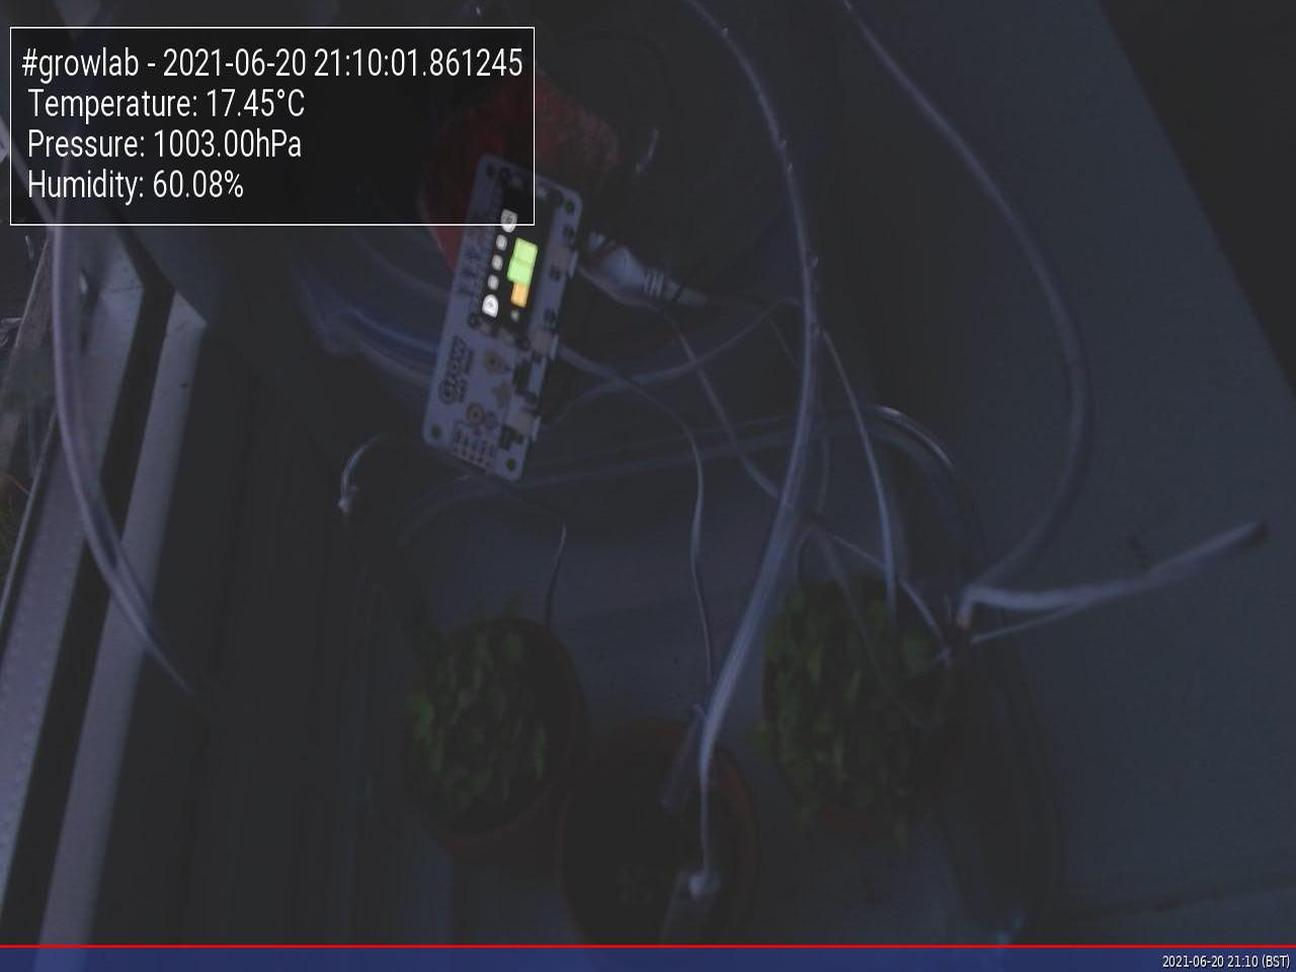 #growlab - 2021-06-20 21:10:01.861245
Temperature: 17.45°C
Pressure: 1003.00hPa
Humidity: 60.08%
GROW
2021-06-20 21:10 (BST)